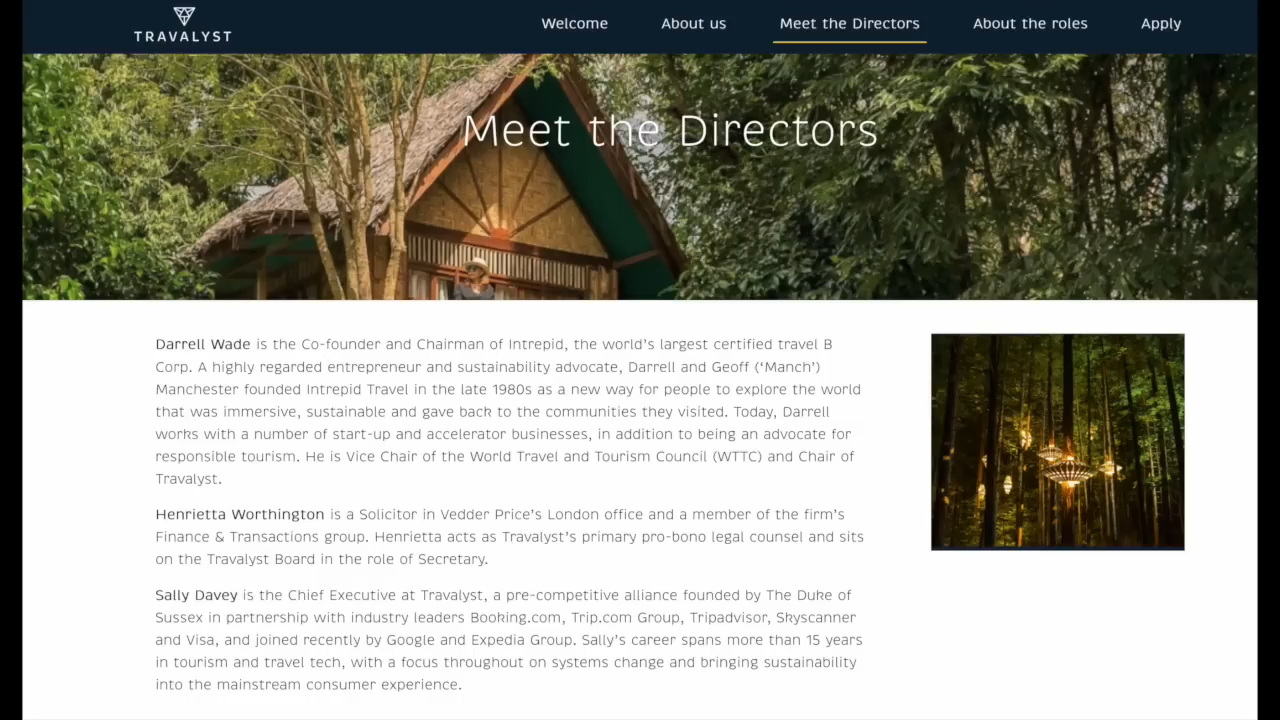 TRAVALYST
Welcome
About us
Meet the Directors
About the roles
Apply
Meet the Directors
Darrell Wade is the Co-founder and Chairman of Intrepid, the world's largest certified travel B
Corp. A highly regarded entrepreneur and sustainability advocate, Darrell and Geoff (‘Manch’)
Manchester founded Intrepid Travel in the late 1980s as a new way for people to explore the world
that was immersive, sustainable and gave back to the communities they visited. Today, Darrell
works with a number of start-up and accelerator businesses, in addition to being an advocate for
responsible tourism. He is Vice Chair of the World Travel and Tourism Council (WTTC) and Chair of
Travalyst.
Henrietta Worthington is a Solicitor in Vedder Price's London office and a member of the firm's
Finance & Transactions group. Henrietta acts as Travalyst's primary pro-bono legal counsel and sits
on the Travalyst Board in the role of Secretary.
Sally Davey is the Chief Executive at Travalyst, a pre-competitive alliance founded by The Duke of
Sussex in partnership with industry leaders Booking.com, Trip.com Group, Tripadvisor, Skyscanner
and Visa, and joined recently by Google and Expedia Group. Sally's career spans more than 15 years
in tourism and travel tech, with a focus throughout on systems change and bringing sustainability
into the mainstream consumer experience.